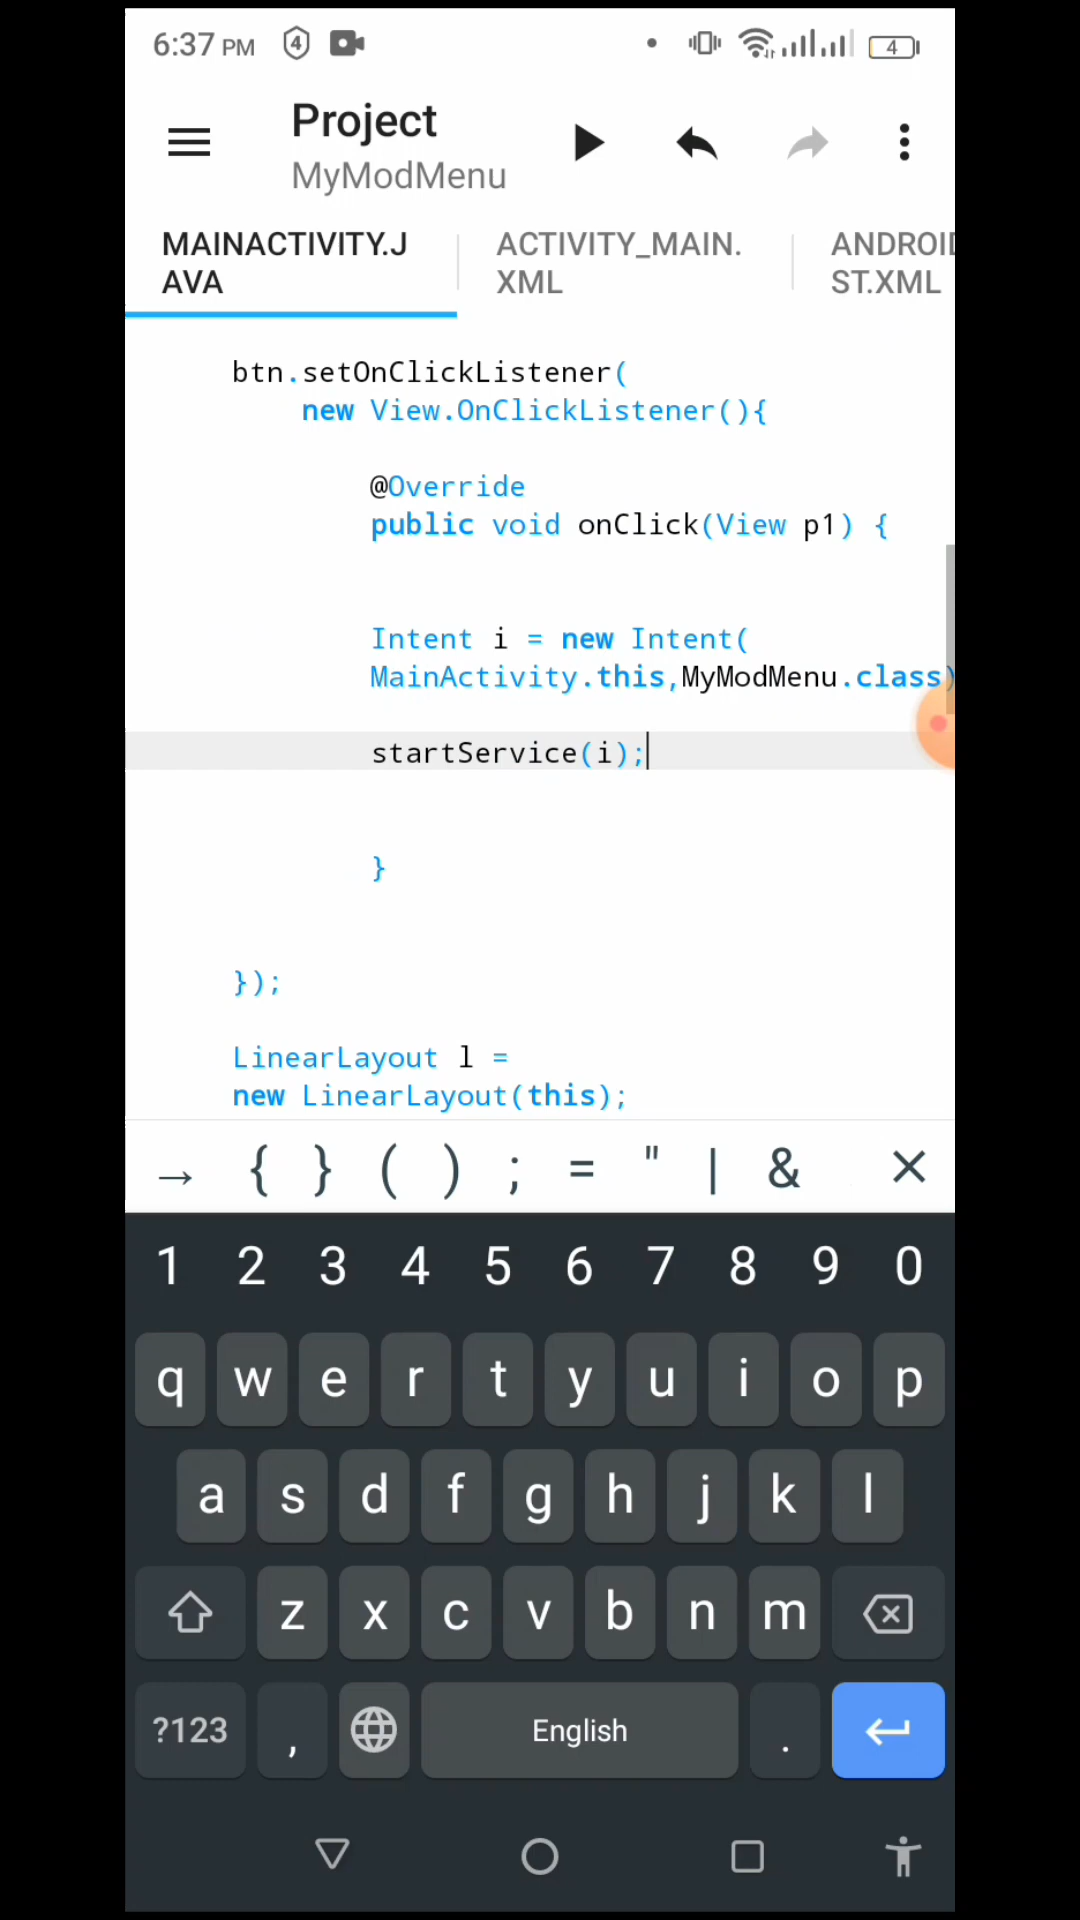 6:37 PM 4 4
Project
MyModMenu
MAINACTIVITY.J
AVA
ACTIVITY_MAIN.
XML
ANDROID
ST.XML
btn.setOnClickListener(
new View.OnClickListener(){
@Override
public void onClick(View p1) {
Intent i = new Intent(
MainActivity.this,MyModMenu.class)
startService(i);
}
});
LinearLayout l =
new LinearLayout(this);
→ { } ( ) ; = " | & ×
1 2 3 4 5 6 7 8 9 0
q w e r t y u i o p
a s d f g h j k l
z x c v b n m
?123 , English .